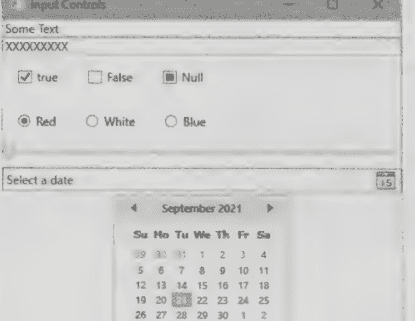 Input Controls
Some Text
XXXXXXXXX
true False Null
Red White Blue
Select a date
15
September 2021
Su Mo Tu We Th Fr Sa
29 30 31 1 2 3 4
5 6 7 8 9 10 11
12 13 14 15 16 17 18
19 20 21 22 23 24 25
26 27 28 29 30 1 2